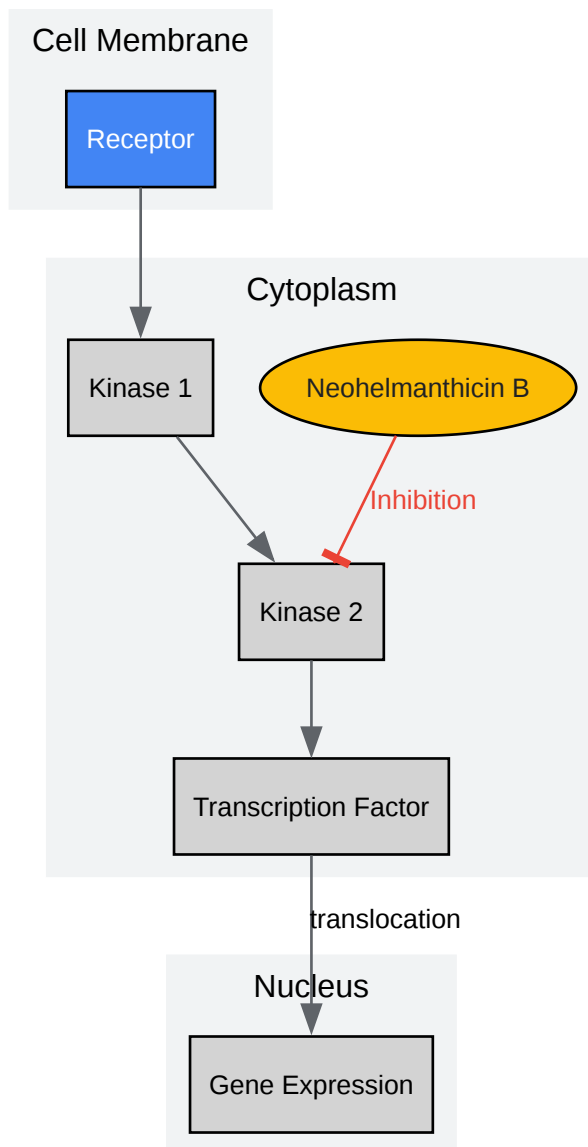 Cell Membrane
Receptor
Cytoplasm
Kinase 1
Neohelmanthicin B
Inhibition
Kinase 2
Transcription Factor
translocation
Nucleus
Gene Expression